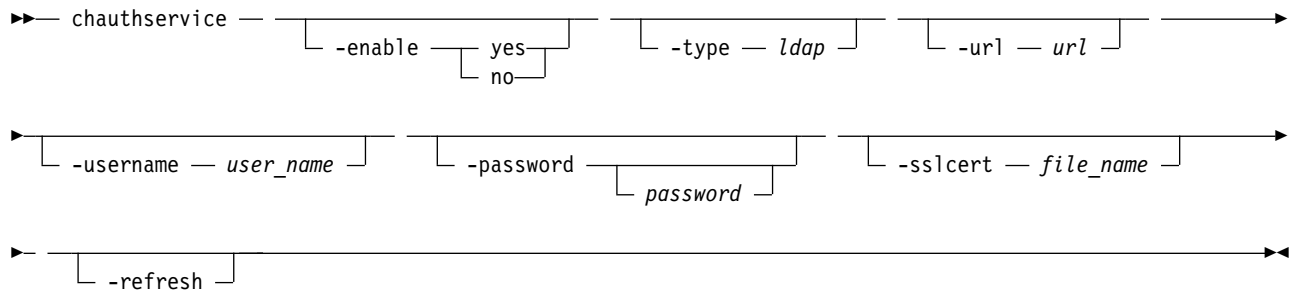 chauthservice
-enable yes -type ldap -url url
no
-username user_name -password -sslcert file_name
password
-refresh